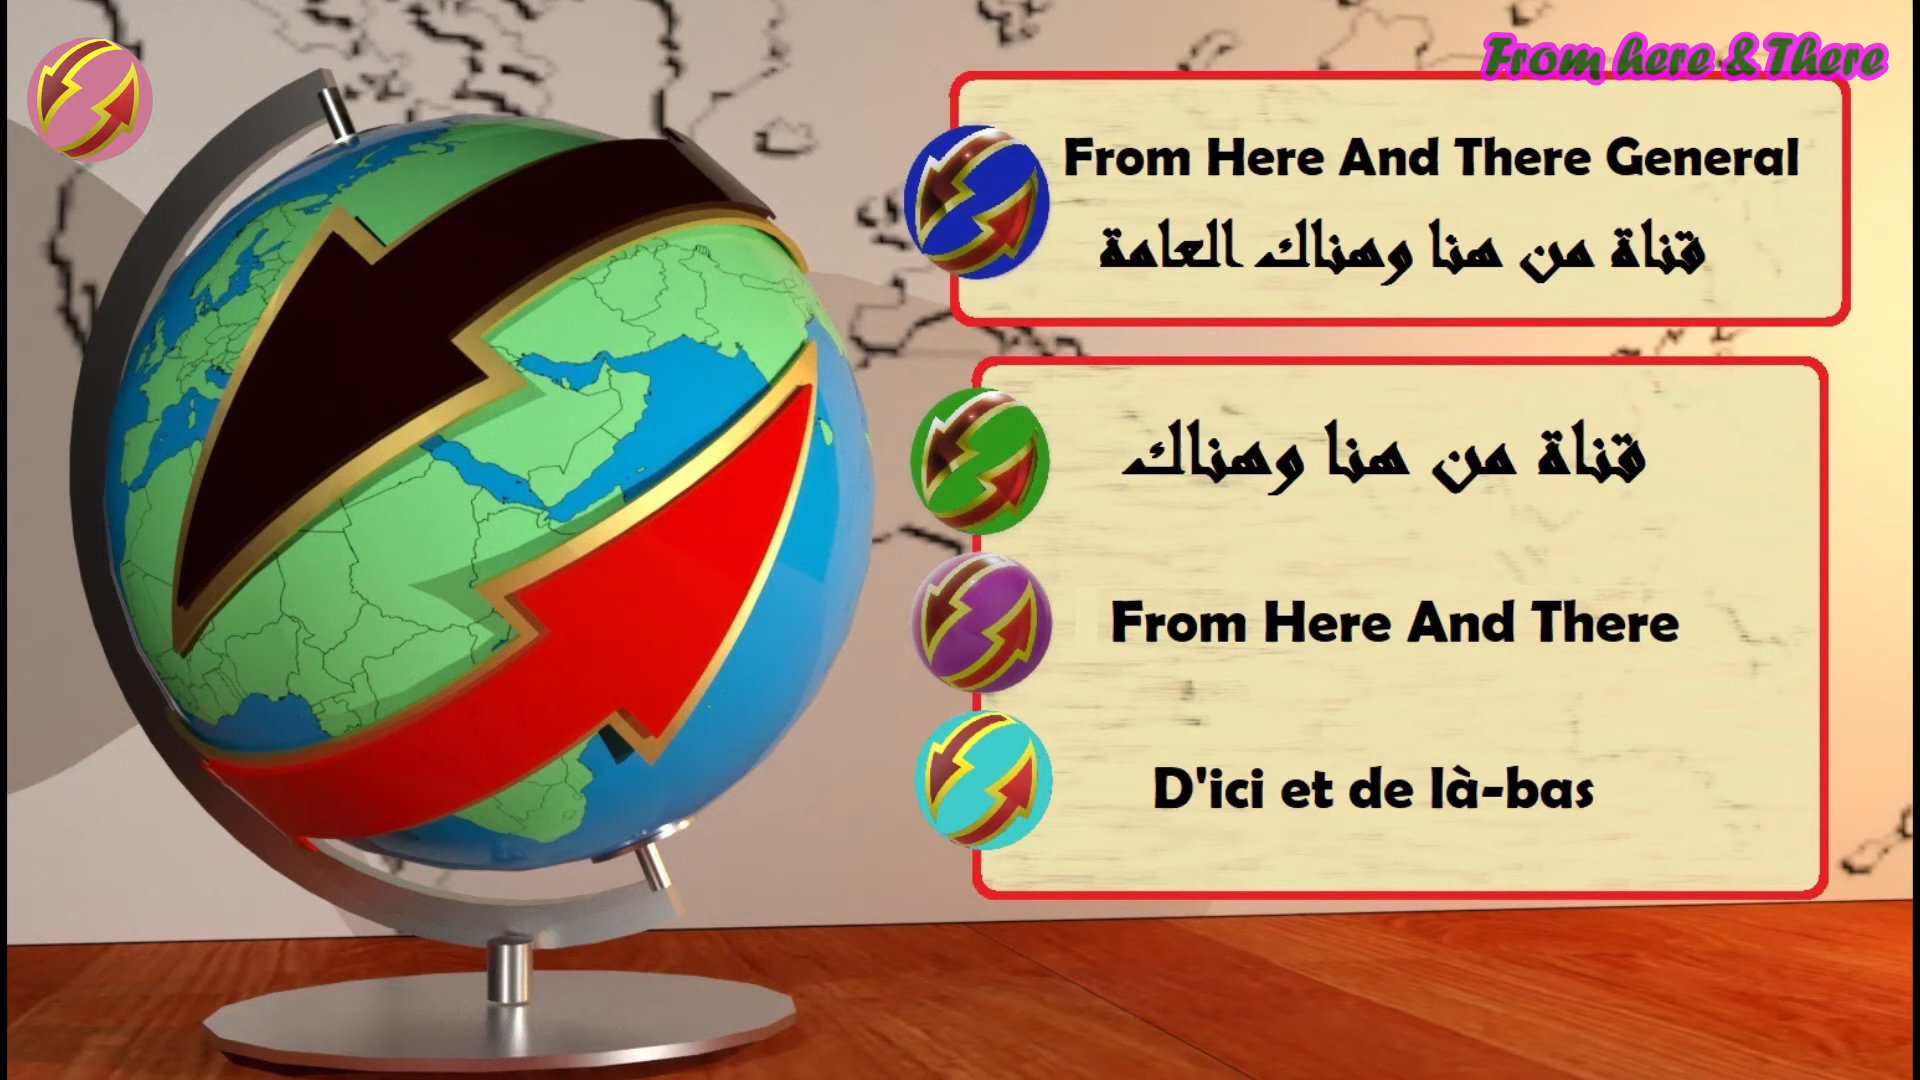 From here & There
From Here And There General
قناة من هنا وهناك العامة
قناة من هنا وهناك
From Here And There
D'ici et de là-bas